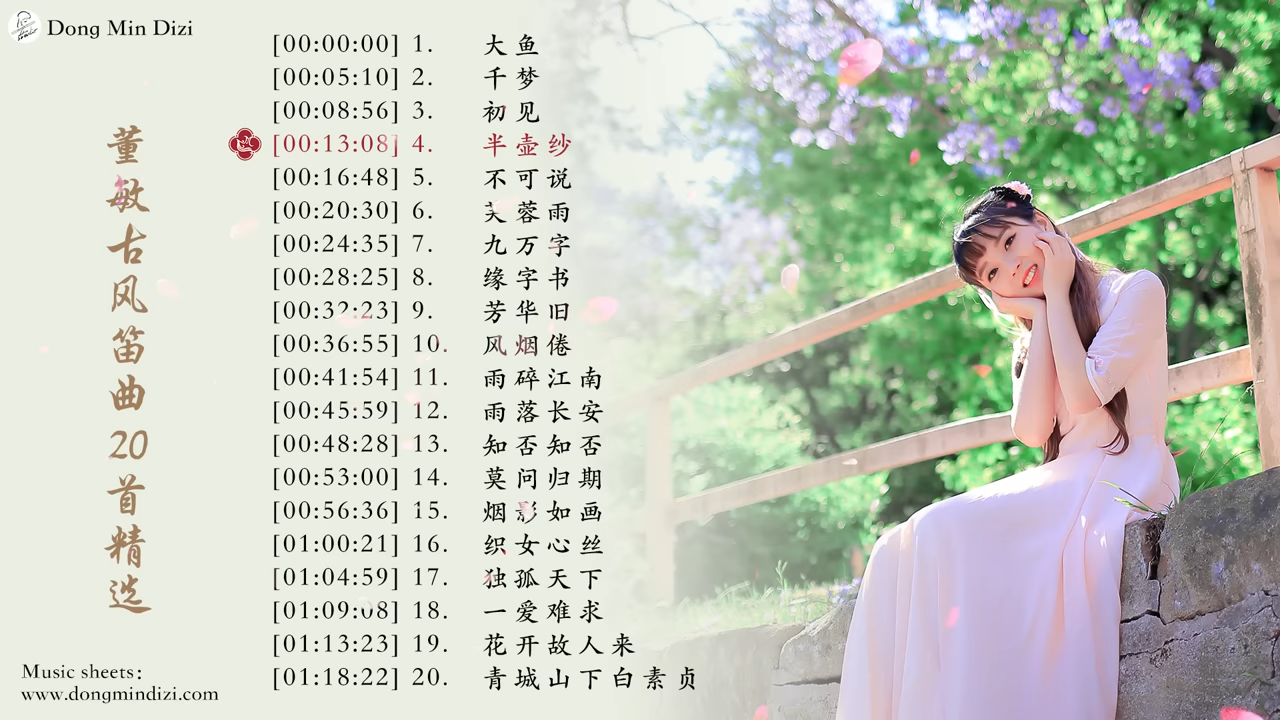 Dong Min Dizi
董敏古风笛曲20首精选
[00:00:00] 1. 大鱼
[00:05:10] 2. 千梦
[00:08:56] 3. 初见
[00:13:08] 4. 半壶纱
[00:16:48] 5. 不可说
[00:20:30] 6. 芙蓉雨
[00:24:35] 7. 九万字
[00:28:25] 8. 缘字书
[00:32:23] 9. 芳华旧
[00:36:55] 10. 风烟倦
[00:41:54] 11. 雨碎江南
[00:45:59] 12. 雨落长安
[00:48:28] 13. 知否知否
[00:53:00] 14. 莫问归期
[00:56:36] 15. 烟影如画
[01:00:21] 16. 织女心丝
[01:04:59] 17. 独孤天下
[01:09:08] 18. 一爱难求
[01:13:23] 19. 花开故人来
[01:18:22] 20. 青城山下白素贞
Music sheets:
www.dongmindizi.com